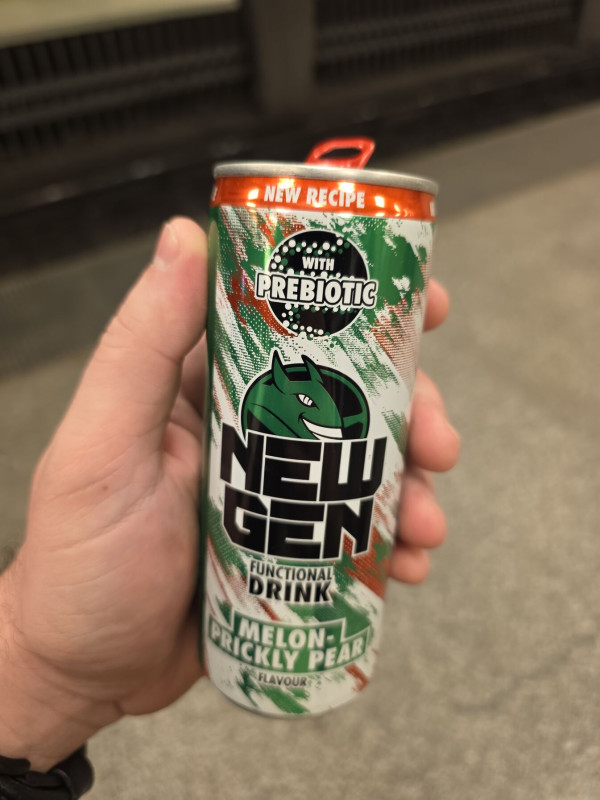 NEW RECIPE
WITH
PREBIOTIC
NEW
GEN
FUNCTIONAL
DRINK
MELON-
PRICKLY PEAR
FLAVOUR